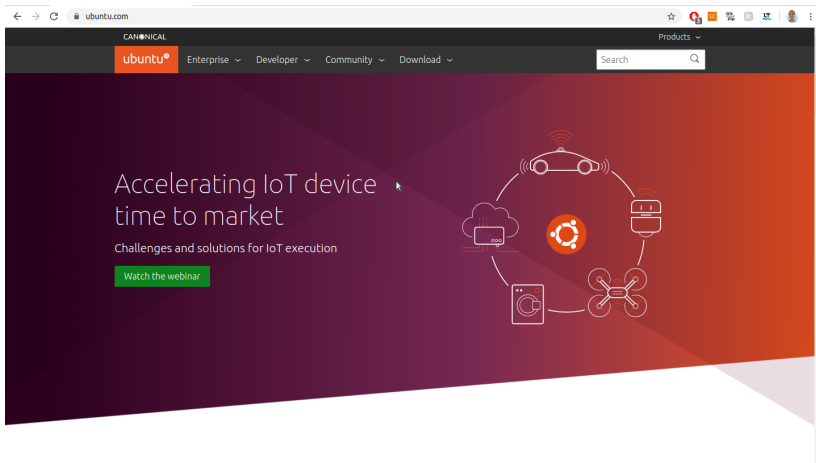 ubuntu.com
CANONICAL
Products
ubuntu®
Enterprise
Developer
Community
Download
Search
Accelerating IoT device
time to market
Challenges and solutions for IoT execution
Watch the webinar